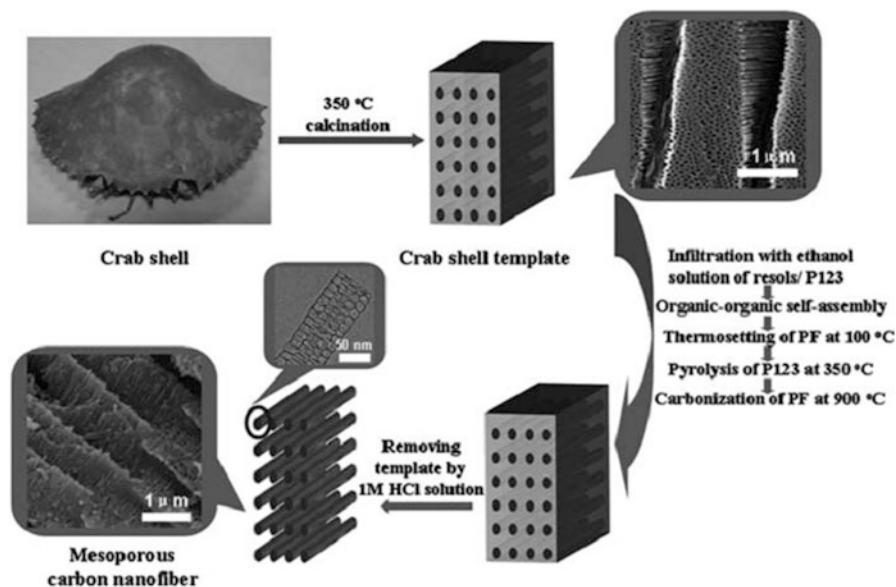 350 °C
calcination
1 μm
Crab shell
Crab shell template
Infiltration with ethanol
solution of resols/ P123
Organic-organic self-assembly
Thermosetting of PF at 100 °C
Pyrolysis of P123 at 350 °C
Carbonization of PF at 900 °C
50 nm
Removing
template by
1M HCl solution
1 μm
Mesoporous
carbon nanofiber